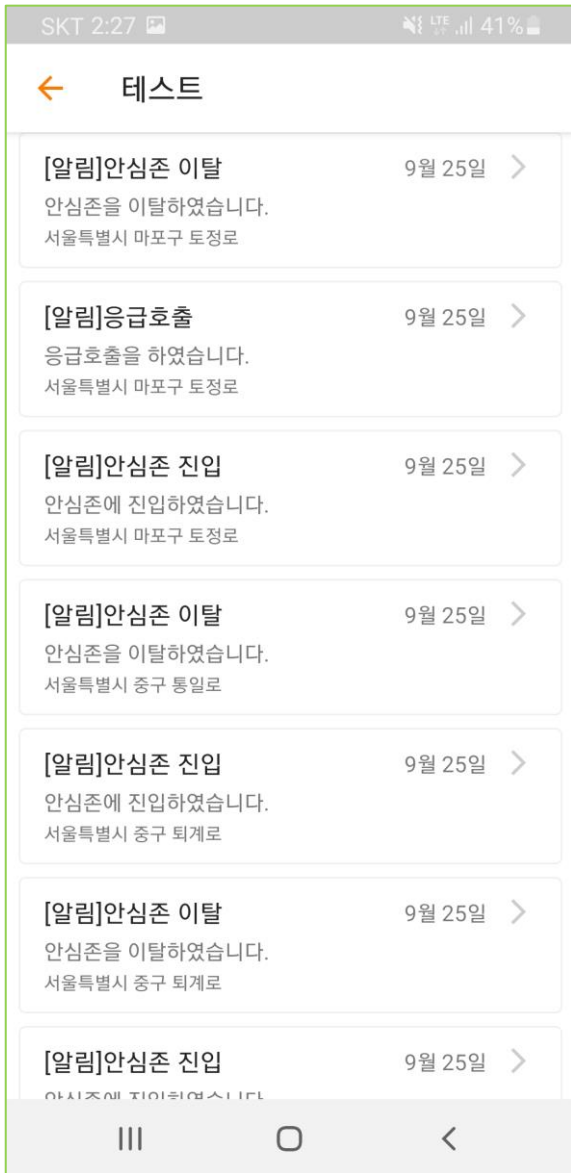 SKT 2:27
LTE
41%
테스트
[알림]안심존 이탈
9월 25일
안심존을 이탈하였습니다.
서울특별시 마포구 토정로
[알림]응급호출
9월 25일
응급호출을 하였습니다.
서울특별시 마포구 토정로
[알림]안심존 진입
9월 25일
안심존에 진입하였습니다.
서울특별시 마포구 토정로
[알림]안심존 이탈
9월 25일
안심존을 이탈하였습니다.
서울특별시 중구 통일로
[알림]안심존 진입
9월 25일
안심존에 진입하였습니다.
서울특별시 중구 퇴계로
[알림]안심존 이탈
9월 25일
안심존을 이탈하였습니다.
서울특별시 중구 퇴계로
[알림]안심존 진입
9월 25일